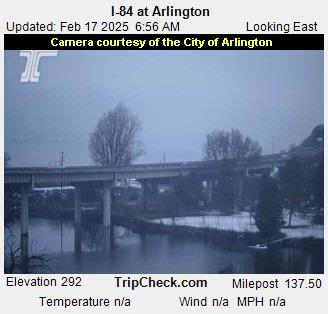 I-84 at Arlington
Updated: Feb 17 2025 6:56 AM Looking East
Camera courtesy of the City of Arlington
Elevation 292 TripCheck.com Milepost 137.50
Temperature n/a Wind n/a MPH n/a